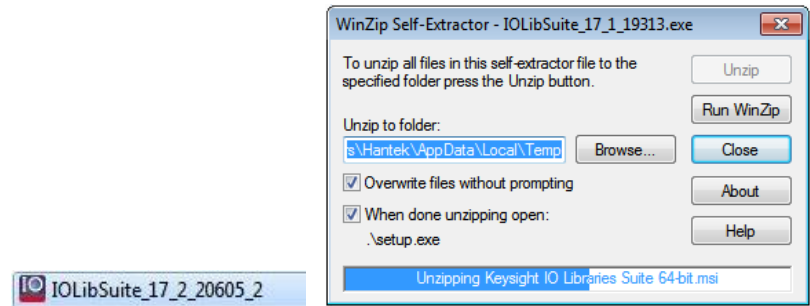 WinZip Self-Extractor - IOLibSuite_17_1_19313.exe
To unzip all files in this self-extractor file to the
specified folder press the Unzip button.
Unzip
Run WinZip
Unzip to folder:
s\Hantek\AppData\Local\Temp
Browse...
Close
Overwrite files without prompting
About
When done unzipping open:
.\setup.exe
Help
Unzipping Keysight IO Libraries Suite 64-bit.msi
IO IOLibSuite_17_2_20605_2